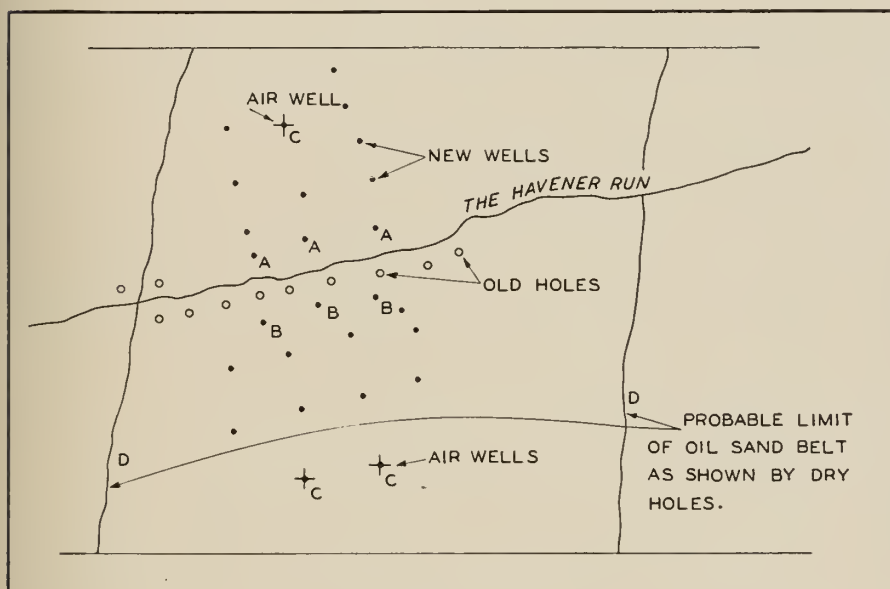 AIR WELL
C
NEW WELLS
THE HAVENER RUN
A
A
A
OLD HOLES
B
B
B
D
PROBABLE LIMIT
OF OIL SAND BELT
AS SHOWN BY DRY
HOLES.
D
AIR WELLS
C
C